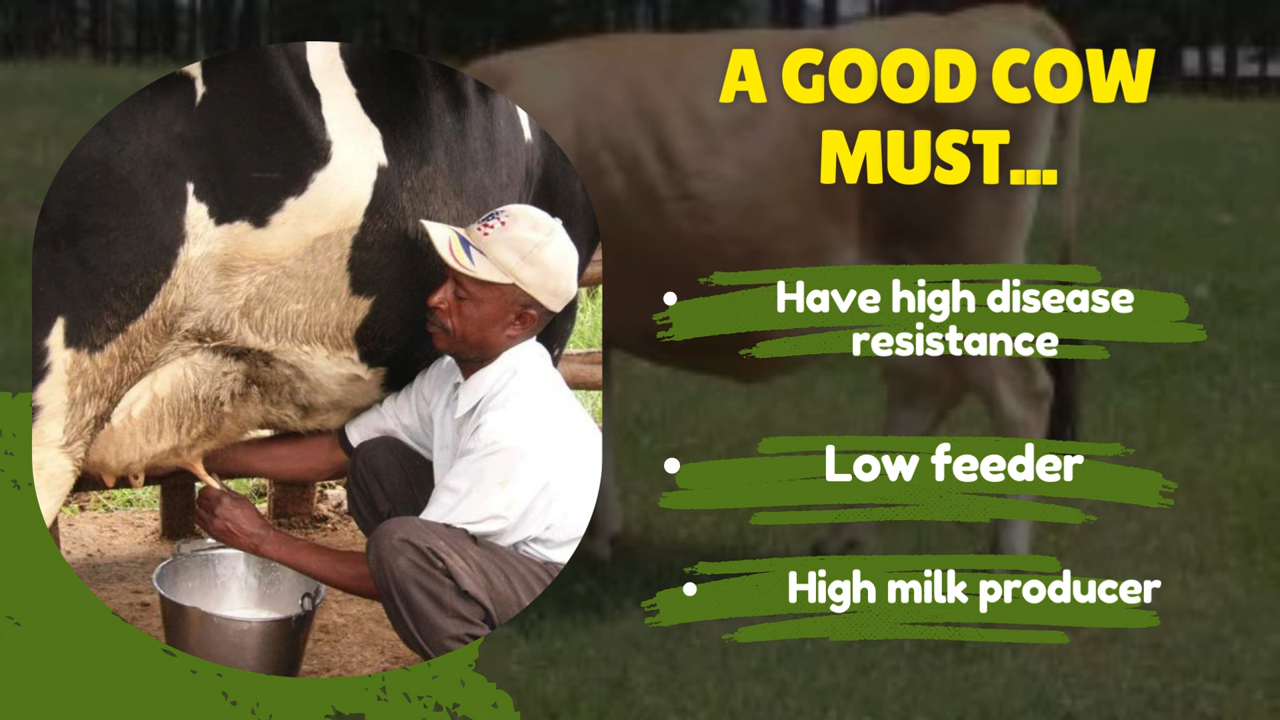 A GOOD COW
MUST...
• Have high disease
resistance
• Low feeder
• High milk producer